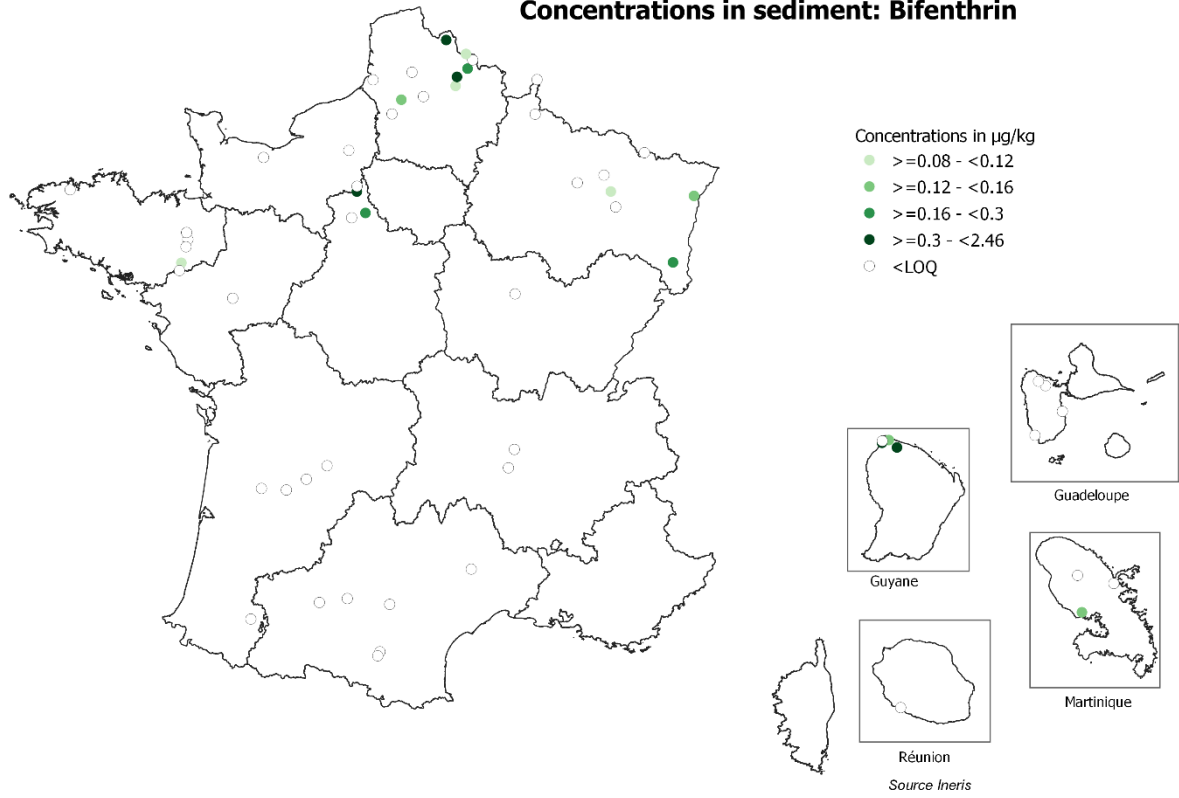 Concentrations in sediment: Bifenthrin
Concentrations in µg/kg
>=0.08 - <0.12
>=0.12 - <0.16
>=0.16 - <0.3
>=0.3 - <2.46
<LOQ
Guadeloupe
Guyane
Martinique
Réunion
Source Ineris